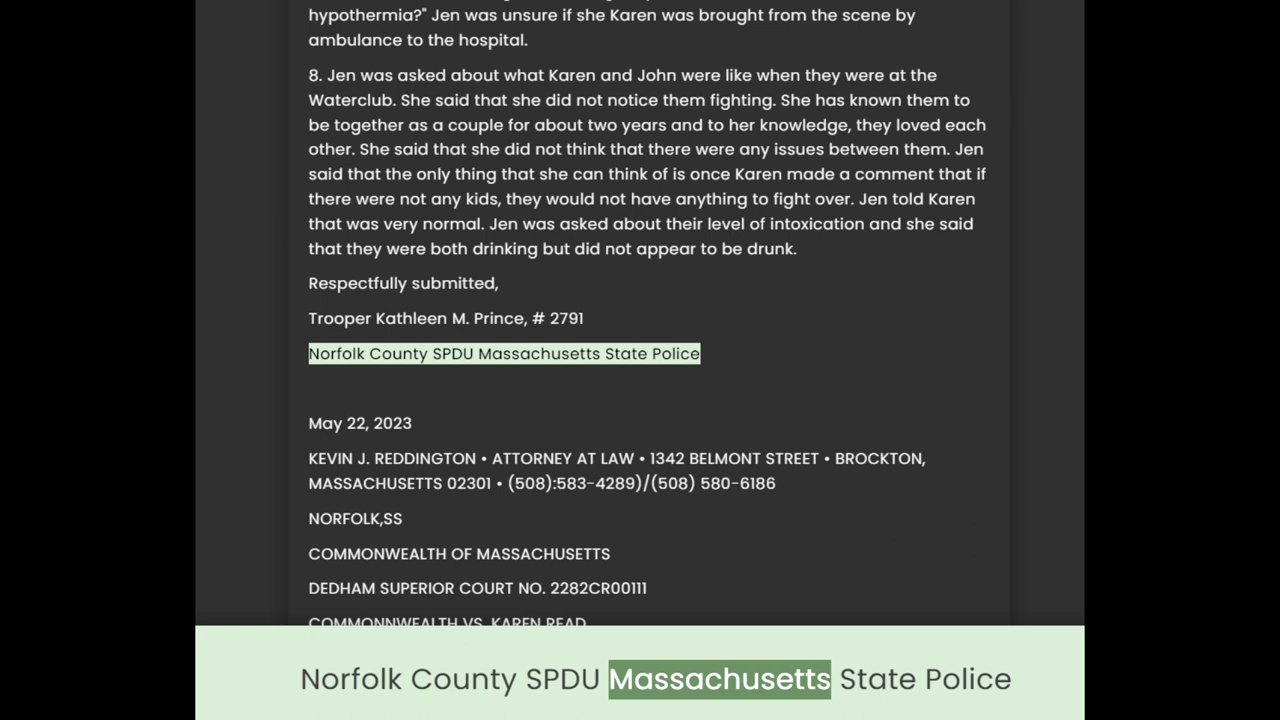 hypothermia?" Jen was unsure if she Karen was brought from the scene by
ambulance to the hospital.
8. Jen was asked about what Karen and John were like when they were at the
Waterclub. She said that she did not notice them fighting. She has known them to
be together as a couple for about two years and to her knowledge, they loved each
other. She said that she did not think that there were any issues between them. Jen
said that the only thing that she can think of is once Karen made a comment that if
there were not any kids, they would not have anything to fight over. Jen told Karen
that was very normal. Jen was asked about their level of intoxication and she said
that they were both drinking but did not appear to be drunk.
Respectfully submitted,
Trooper Kathleen M. Prince, # 2791
Norfolk County SPDU Massachusetts State Police
May 22, 2023
KEVIN J. REDDINGTON • ATTORNEY AT LAW • 1342 BELMONT STREET • BROCKTON,
MASSACHUSETTS 02301 • (508):583-4289)/(508) 580-6186
NORFOLK,SS
COMMONWEALTH OF MASSACHUSETTS
DEDHAM SUPERIOR COURT NO. 2282CR00111
COMMONNWEALTH VS. KAREN READ
Norfolk County SPDU Massachusetts State Police